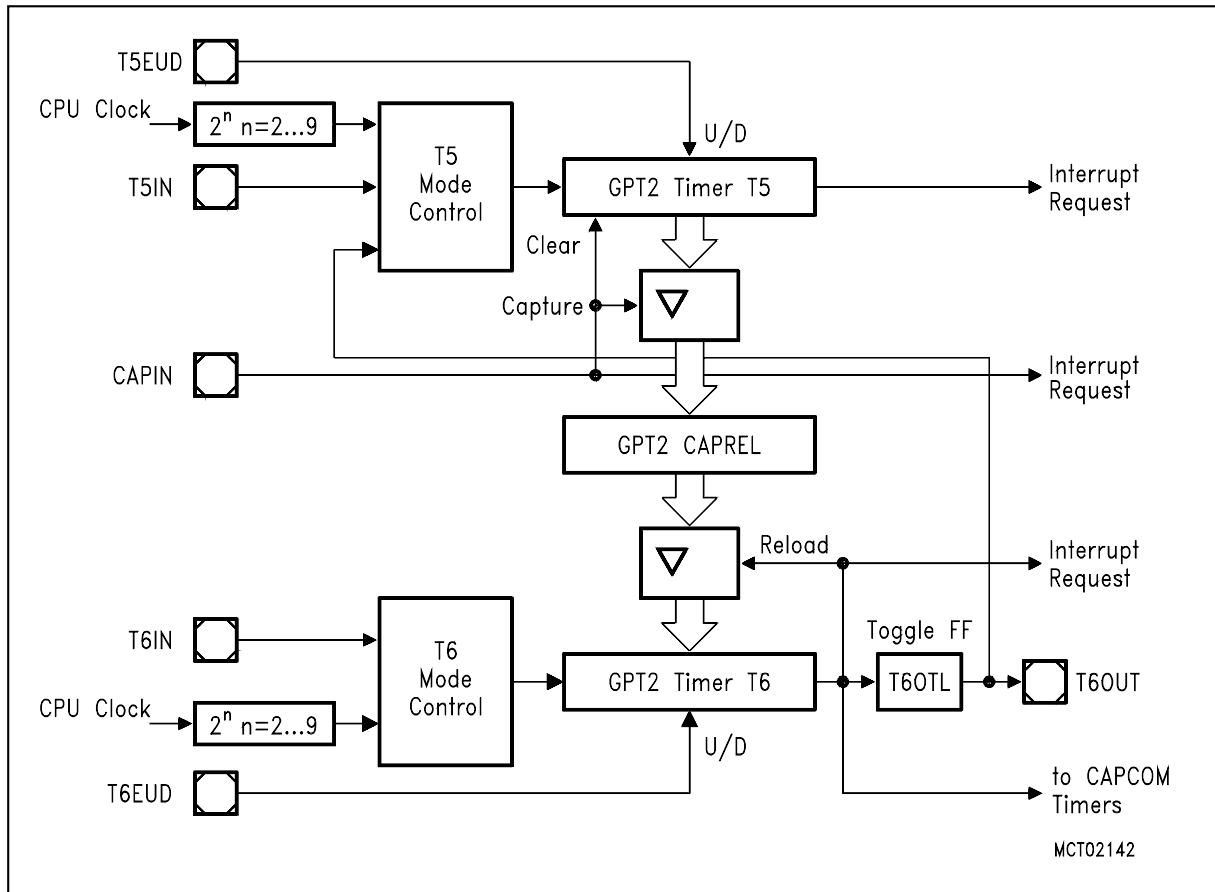 T5EUD
CPU Clock
2ⁿ n=2...9
T5IN
T5
Mode
Control
U/D
GPT2 Timer T5
Interrupt
Request
Clear
Capture
CAPIN
Interrupt
Request
GPT2 CAPREL
Reload
Interrupt
Request
T6IN
T6
Mode
Control
Toggle FF
GPT2 Timer T6
T6OTL
T6OUT
CPU Clock
2ⁿ n=2...9
U/D
T6EUD
to CAPCOM
Timers
MCT02142